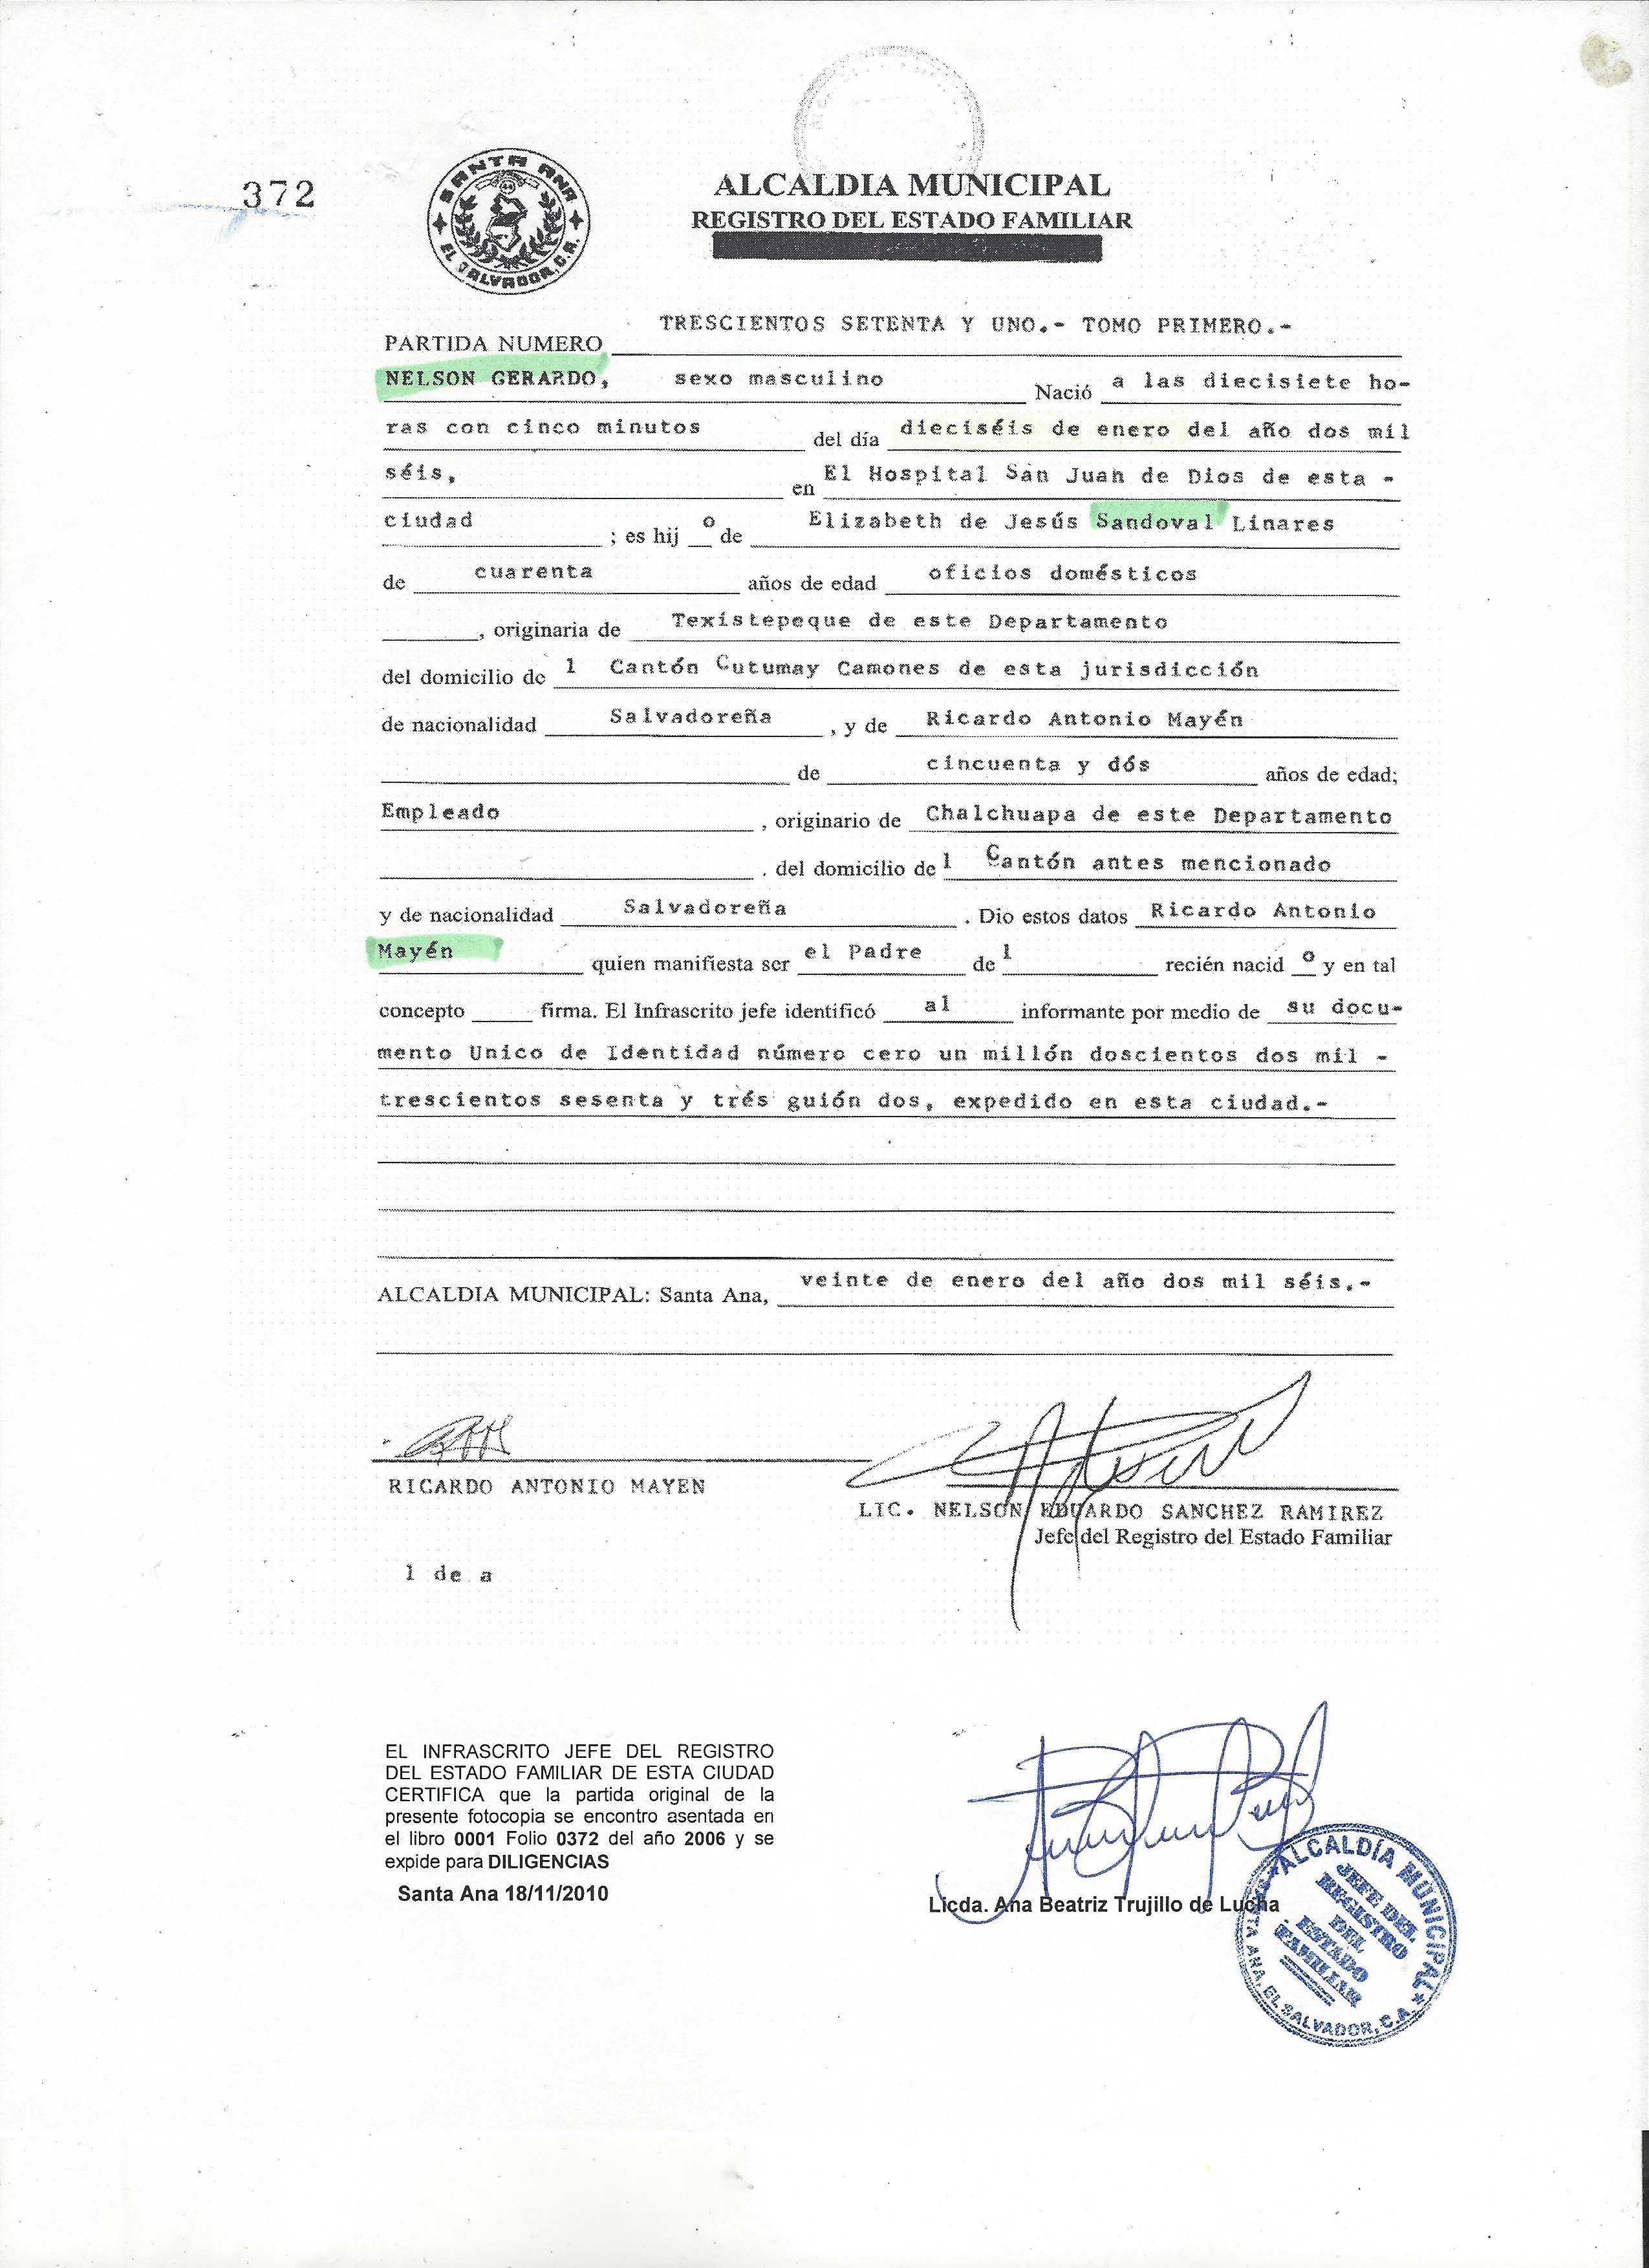 372
SANTA ANA
EL SALVADOR, C.A.
ALCALDIA MUNICIPAL
REGISTRO DEL ESTADO FAMILIAR
PARTIDA NUMERO TRESCIENTOS SETENTA Y UNO.- TOMO PRIMERO.-
NELSON GERARDO, sexo masculino Nació a las diecisiete ho-
ras con cinco minutos del día dieciséis de enero del año dos mil
séis, en El Hospital San Juan de Dios de esta -
ciudad ; es hij o de Elizabeth de Jesús Sandoval Linares
de cuarenta años de edad oficios domésticos
, originaria de Texistepeque de este Departamento
del domicilio de l Cantón Cutumay Camones de esta jurisdicción
de nacionalidad Salvadoreña , y de Ricardo Antonio Mayén
de cincuenta y dós años de edad;
Empleado , originario de Chalchuapa de este Departamento
. del domicilio de l Cantón antes mencionado
y de nacionalidad Salvadoreña . Dio estos datos Ricardo Antonio
Mayén quien manifiesta ser el Padre de l recién nacid o y en tal
concepto firma. El Infrascrito jefe identificó al informante por medio de su docu-
mento Unico de Identidad número cero un millón doscientos dos mil -
trescientos sesenta y trés guión dos, expedido en esta ciudad.-
ALCALDIA MUNICIPAL: Santa Ana, veinte de enero del año dos mil séis.-
RICARDO ANTONIO MAYEN
LIC. NELSON EDUARDO SANCHEZ RAMIREZ
Jefe del Registro del Estado Familiar
l de a
EL INFRASCRITO JEFE DEL REGISTRO
DEL ESTADO FAMILIAR DE ESTA CIUDAD
CERTIFICA que la partida original de la
presente fotocopia se encontro asentada en
el libro 0001 Folio 0372 del año 2006 y se
expide para DILIGENCIAS
Santa Ana 18/11/2010
Licda. Ana Beatriz Trujillo de Lucha
ALCALDÍA MUNICIPAL
JEFE DEL
REGISTRO
DEL
ESTADO
FAMILIAR
SANTA ANA, EL SALVADOR, C.A.